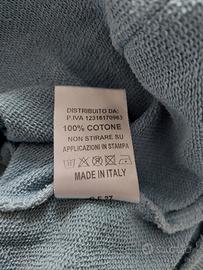 DISTRIBUITO DA:
P.IVA 12316170963
100% COTONE
NON STIRARE SU
APPLICAZIONI IN STAMPA
MADE IN ITALY